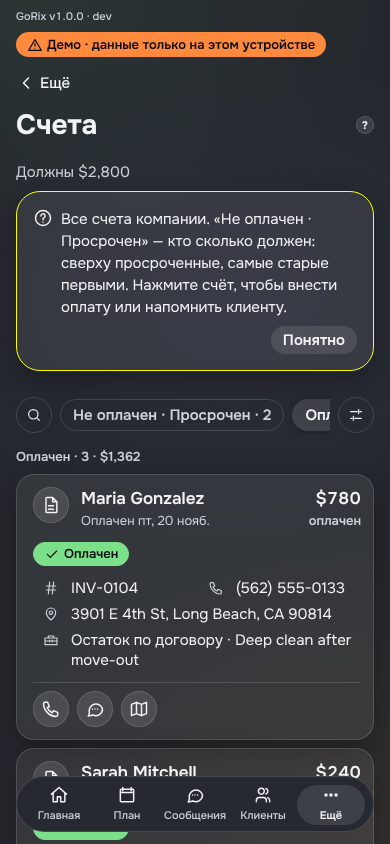 GoRix v1.0.0 · dev
Демо · данные только на этом устройстве
Ещё
Счета
?
Должны $2,800
Все счета компании. «Не оплачен ·
Просрочен» — кто сколько должен:
сверху просроченные, самые старые
первыми. Нажмите счёт, чтобы внести
оплату или напомнить клиенту.
Понятно
Не оплачен · Просрочен · 2
Опл
Оплачен · 3 · $1,362
Maria Gonzalez $780
Оплачен пт, 20 нояб. оплачен
Оплачен
INV-0104 (562) 555-0133
3901 E 4th St, Long Beach, CA 90814
Остаток по договору · Deep clean after
move-out
Sarah Mitchell $240
Главная План Сообщения Клиенты Ещё